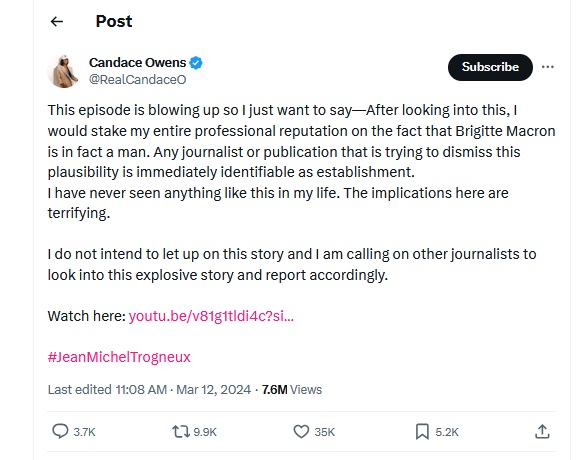 Post
Candace Owens
@RealCandaceO
Subscribe
This episode is blowing up so I just want to say—After looking into this, I
would stake my entire professional reputation on the fact that Brigitte Macron
is in fact a man. Any journalist or publication that is trying to dismiss this
plausibility is immediately identifiable as establishment.
I have never seen anything like this in my life. The implications here are
terrifying.
I do not intend to let up on this story and I am calling on other journalists to
look into this explosive story and report accordingly.
Watch here: youtu.be/v81g1tldi4c?si...
#JeanMichelTrogneux
Last edited 11:08 AM · Mar 12, 2024 · 7.6M Views
3.7K 9.9K 35K 5.2K